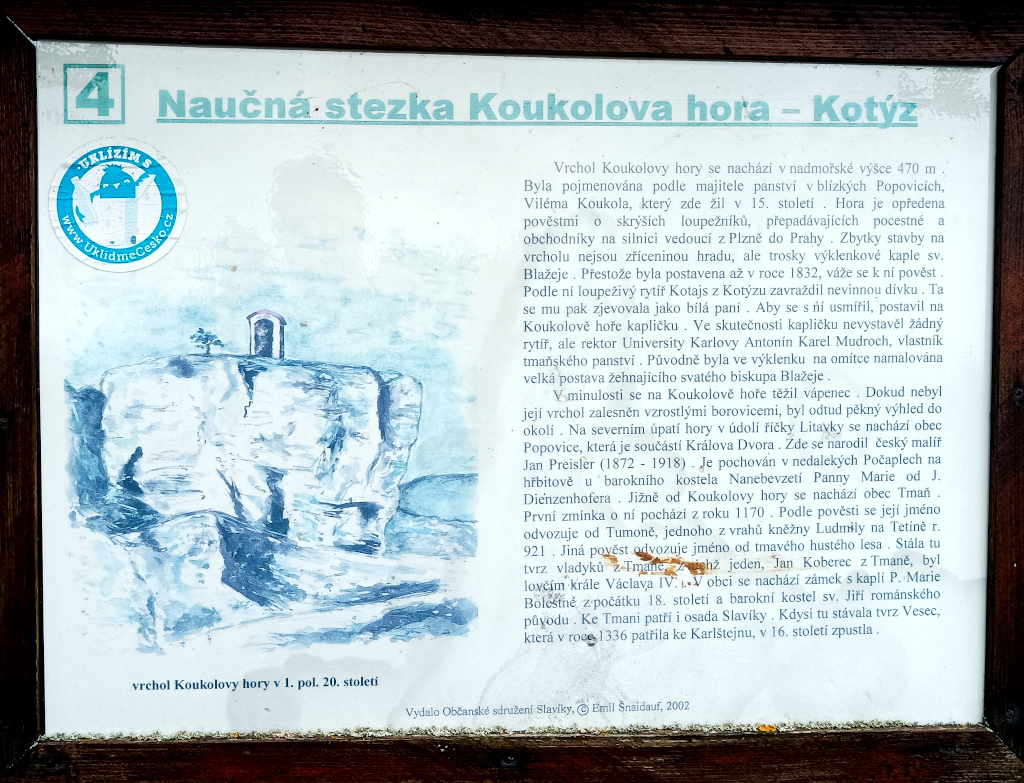 4
Naučná stezka Koukolova hora – Kotýz
UKLÍZÍM S
www.UklidmeCesko.cz
Vrchol Koukolovy hory se nachází v nadmořské výšce 470 m .
Byla pojmenována podle majitele panství v blízkých Popovicích,
Viléma Koukola, který zde žil v 15. století . Hora je opředena
pověstmi o skrýších loupežníků, přepadávajících pocestné a
obchodníky na silnici vedoucí z Plzně do Prahy . Zbytky stavby na
vrcholu nejsou zříceninou hradu, ale trosky výklenkové kaple sv.
Blažeje . Přestože byla postavena až v roce 1832, váže se k ní pověst .
Podle ní loupeživý rytíř Kotajs z Kotýzu zavraždil nevinnou dívku . Ta
se mu pak zjevovala jako bílá paní . Aby se s ní usmířil, postavil na
Koukolově hoře kapličku . Ve skutečnosti kapličku nevystavěl žádný
rytíř, ale rektor University Karlovy Antonín Karel Mudroch, vlastník
tmaňského panství . Původně byla ve výklenku na omítce namalována
velká postava žehnajícího svatého biskupa Blažeje .
V minulosti se na Koukolově hoře těžil vápenec . Dokud nebyl
její vrchol zalesněn vzrostlými borovicemi, byl odtud pěkný výhled do
okolí . Na severním úpatí hory v údolí říčky Litavky se nachází obec
Popovice, která je součástí Králova Dvora . Zde se narodil český malíř
Jan Preisler (1872 - 1918) . Je pochován v nedalekých Počaplech na
hřbitově u barokního kostela Nanebevzetí Panny Marie od J.
Dienzenhofera . Jižně od Koukolovy hory se nachází obec Tmaň .
První zmínka o ní pochází z roku 1170 . Podle pověsti se její jméno
odvozuje od Tumoně, jednoho z vrahů kněžny Ludmily na Tetíně r.
921 . Jiná pověst odvozuje jméno od tmavého hustého lesa . Stála tu
tvrz vladyků z Tmaně, z nichž jeden, Jan Koberec z Tmaně, byl
lovčím krále Václava IV. . V obci se nachází zámek s kaplí P. Marie
Bolestné z počátku 18. století a barokní kostel sv. Jiří románského
původu . Ke Tmani patří i osada Slavíky . Kdysi tu stávala tvrz Vesec,
která v roce 1336 patřila ke Karlštejnu, v 16. století zpustla .
vrchol Koukolovy hory v 1. pol. 20. století
Vydalo Občanské sdružení Slavíky, © Emil Šnaidauf, 2002